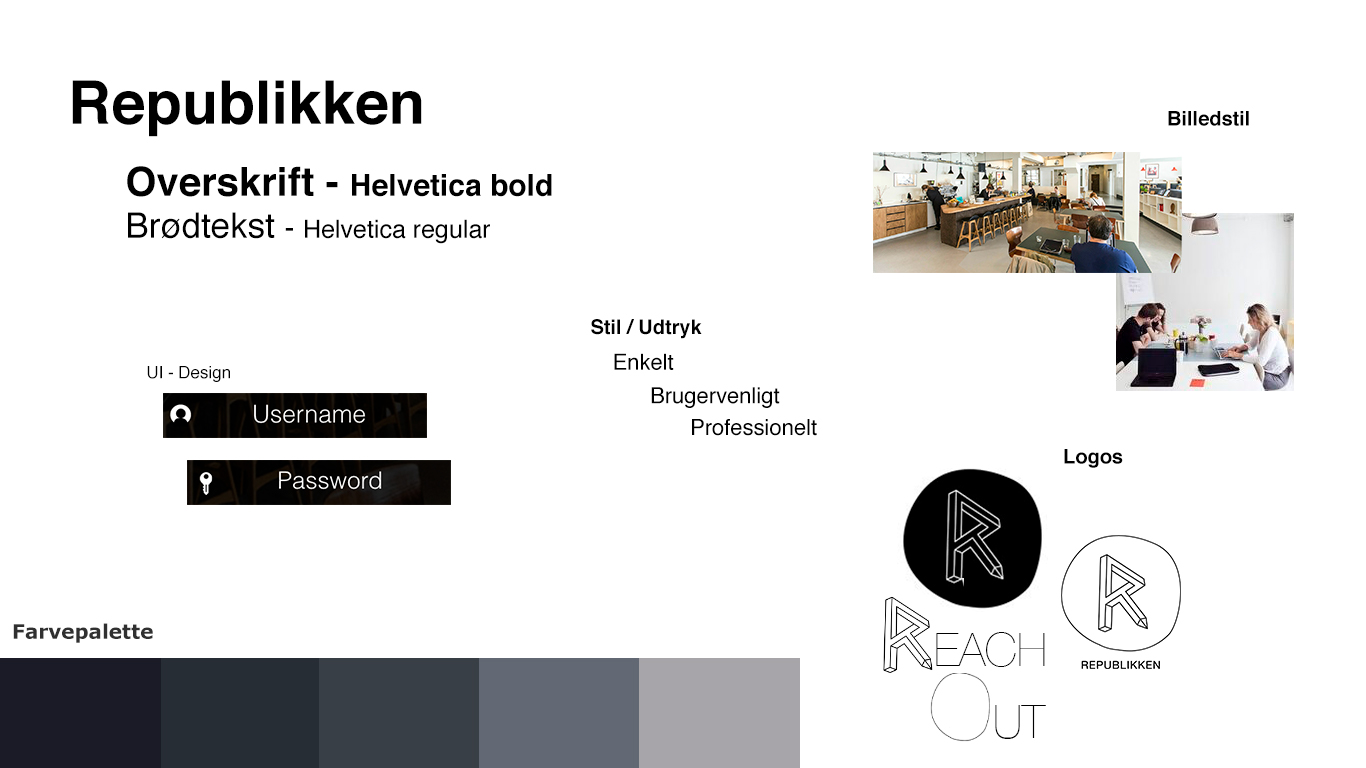 Republikken
Overskrift - Helvetica bold
Brødtekst - Helvetica regular
Billedstil
Stil / Udtryk
Enkelt
Brugervenligt
Professionelt
UI - Design
Username
Password
Logos
REACH
OUT
REPUBLIKKEN
Farvepalette